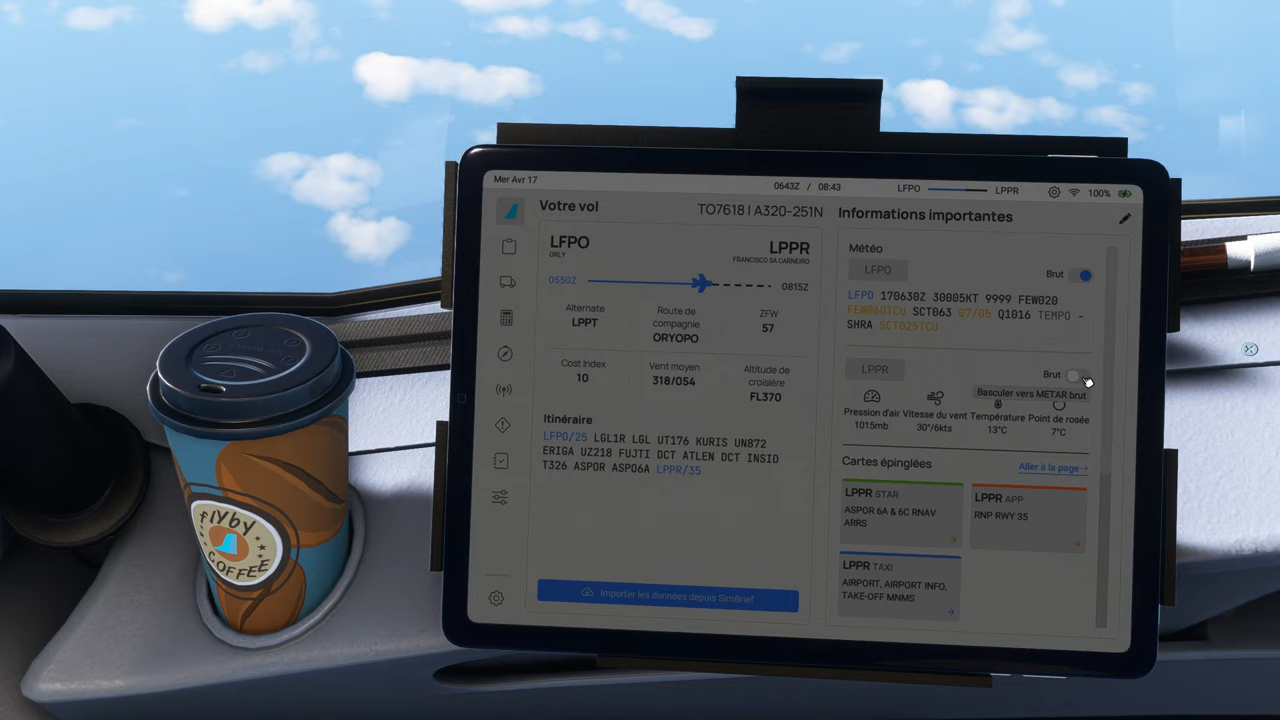 Mer Avr 17
0643Z / 08:43
LFPO
LPPR
100%
Votre vol
TO7618 | A320-251N
LFPO
ORLY
LPPR
FRANCISCO SA CARNEIRO
0550Z
0815Z
Alternate
LPPT
Route de
compagnie
ORYOPO
ZFW
57
Cost Index
10
Vent moyen
318/054
Altitude de
croisière
FL370
Itinéraire
LFPO/25 LGL1R LGL UT176 KURIS UN872
ERIGA UZ218 FUJTI DCT ATLEN DCT INSID
T326 ASPOR ASPO6A LPPR/35
Importer les données depuis SimBrief
Informations importantes
Météo
LFPO
Brut
LFPO 170630Z 30005KT 9999 FEW020
FEW060TCU SCT063 07/05 Q1016 TEMPO -
SHRA SCT025TCU
LPPR
Brut
Basculer vers METAR brut
Pression d'air
1015mb
Vitesse du vent
30°/6kts
Température
13°C
Point de rosée
7°C
Cartes épinglées
Aller à la page
LPPR STAR
ASPOR 6A & 6C RNAV
ARRS
LPPR APP
RNP RWY 35
LPPR TAXI
AIRPORT, AIRPORT INFO,
TAKE-OFF MNMS
flyby
COFFEE